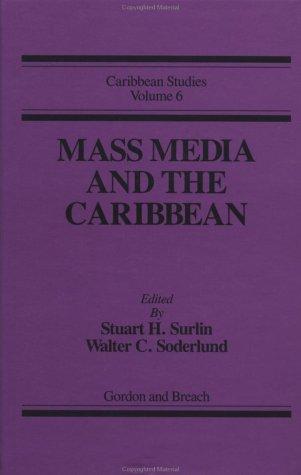 Caribbean Studies
Volume 6
MASS MEDIA
AND THE
CARIBBEAN
Edited
By
Stuart H. Surlin
Walter C. Soderlund
Gordon and Breach